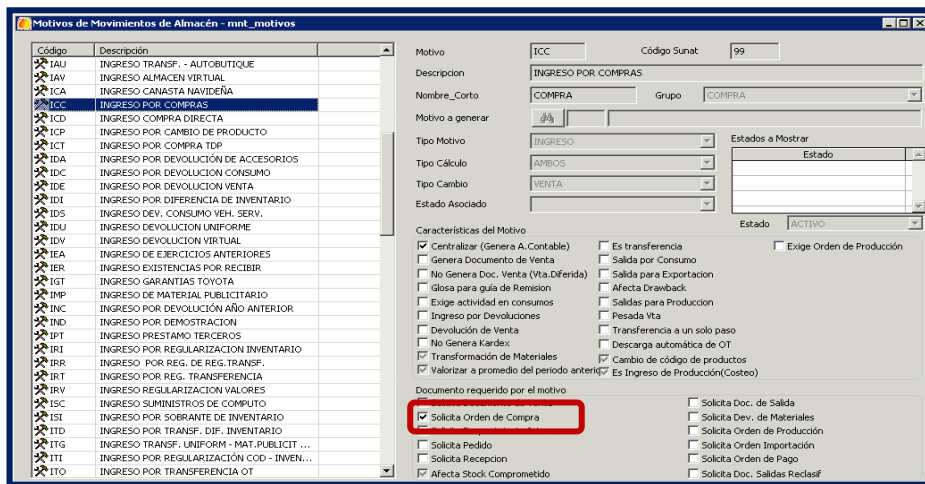 Motivos de Movimientos de Almacén - mnt_motivos
Código Descripción
IAU INGRESO TRANSF. - AUTOBUTIQUE
IAV INGRESO ALMACEN VIRTUAL
ICA INGRESO CANASTA NAVIDEÑA
ICC INGRESO POR COMPRAS
ICD INGRESO COMPRA DIRECTA
ICP INGRESO POR CAMBIO DE PRODUCTO
ICT INGRESO POR COMPRA TDP
IDA INGRESO POR DEVOLUCIÓN DE ACCESORIOS
IDC INGRESO POR DEVOLUCION CONSUMO
IDE INGRESO POR DEVOLUCION VENTA
IDI INGRESO POR DIFERENCIA DE INVENTARIO
IDS INGRESO DEV. CONSUMO VEH. SERV.
IDU INGRESO DEVOLUCION UNIFORME
IDV INGRESO DEVOLUCION VIRTUAL
IEA INGRESO DE EJERCICIOS ANTERIORES
IER INGRESO EXISTENCIAS POR RECIBIR
IGT INGRESO GARANTIAS TOYOTA
IMP INGRESO DE MATERIAL PUBLICITARIO
INC INGRESO POR DEVOLUCIÓN AÑO ANTERIOR
IND INGRESO POR DEMOSTRACION
IPT INGRESO PRESTAMO TERCEROS
IRI INGRESO POR REGULARIZACION INVENTARIO
IRR INGRESO POR REG. DE REG.TRANSF.
IRT INGRESO POR REG. TRANSFERENCIA
IRV INGRESO REGULARIZACION VALORES
ISC INGRESO SUMINISTROS DE COMPUTO
ISI INGRESO POR SOBRANTE DE INVENTARIO
ITD INGRESO POR TRANSF. DIF. INVENTARIO
ITG INGRESO TRANSF. UNIFORM - MAT.PUBLICIT ...
ITI INGRESO POR REGULARIZACIÓN COD - INVEN...
ITO INGRESO POR TRANSFERENCIA OT
Motivo ICC Código Sunat 99
Descripcion INGRESO POR COMPRAS
Nombre_Corto COMPRA Grupo COMPRA
Motivo a generar
Tipo Motivo INGRESO
Tipo Cálculo AMBOS
Tipo Cambio VENTA
Estado Asociado
Estados a Mostrar
Estado
Estado ACTIVO
Características del Motivo
Centralizar (Genera A.Contable) Es transferencia Exige Orden de Producción
Genera Documento de Venta Salida por Consumo
No Genera Doc. Venta (Vta.Diferida) Salida para Exportacion
Glosa para guía de Remision Afecta Drawback
Exige actividad en consumos Salidas para Produccion
Ingreso por Devoluciones Pesada Vta
Devolución de Venta Transferencia a un solo paso
No Genera Kardex Descarga automática de OT
Transformación de Materiales Cambio de código de productos
Valorizar a promedio del periodo Es Ingreso de Producción(Costeo)
Documento requerido por el motivo
Solicita Doc. de Salida
Solicita Orden de Compra Solicita Dev. de Materiales
Solicita Orden de Producción
Solicita Pedido Solicita Orden Importación
Solicita Recepcion Solicita Orden de Pago
Afecta Stock Comprometido Solicita Doc. Salidas Reclasif